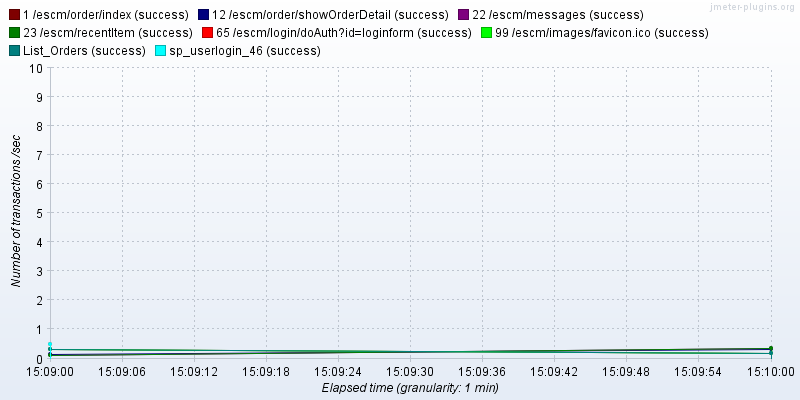 jmeter-plugins.org
1 /escm/order/index (success) 12 /escm/order/showOrderDetail (success) 22 /escm/messages (success)
23 /escm/recentItem (success) 65 /escm/login/doAuth?id=loginform (success) 99 /escm/images/favicon.ico (success)
List_Orders (success) sp_userlogin_46 (success)
Number of transactions /sec
10
9
8
7
6
5
4
3
2
1
0
15:09:00 15:09:06 15:09:12 15:09:18 15:09:24 15:09:30 15:09:36 15:09:42 15:09:48 15:09:54 15:10:00
Elapsed time (granularity: 1 min)